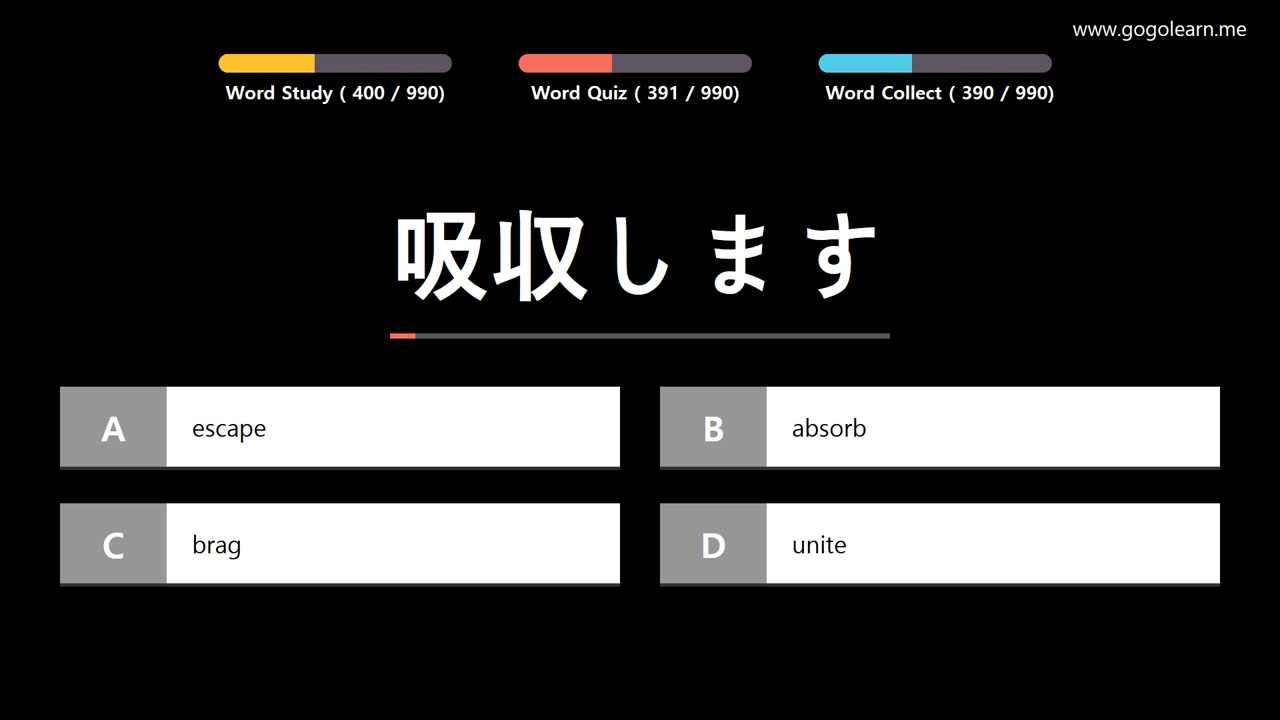 www.gogolearn.me
Word Study ( 400 / 990)
Word Quiz ( 391 / 990)
Word Collect ( 390 / 990)
吸収します
A escape
B absorb
C brag
D unite